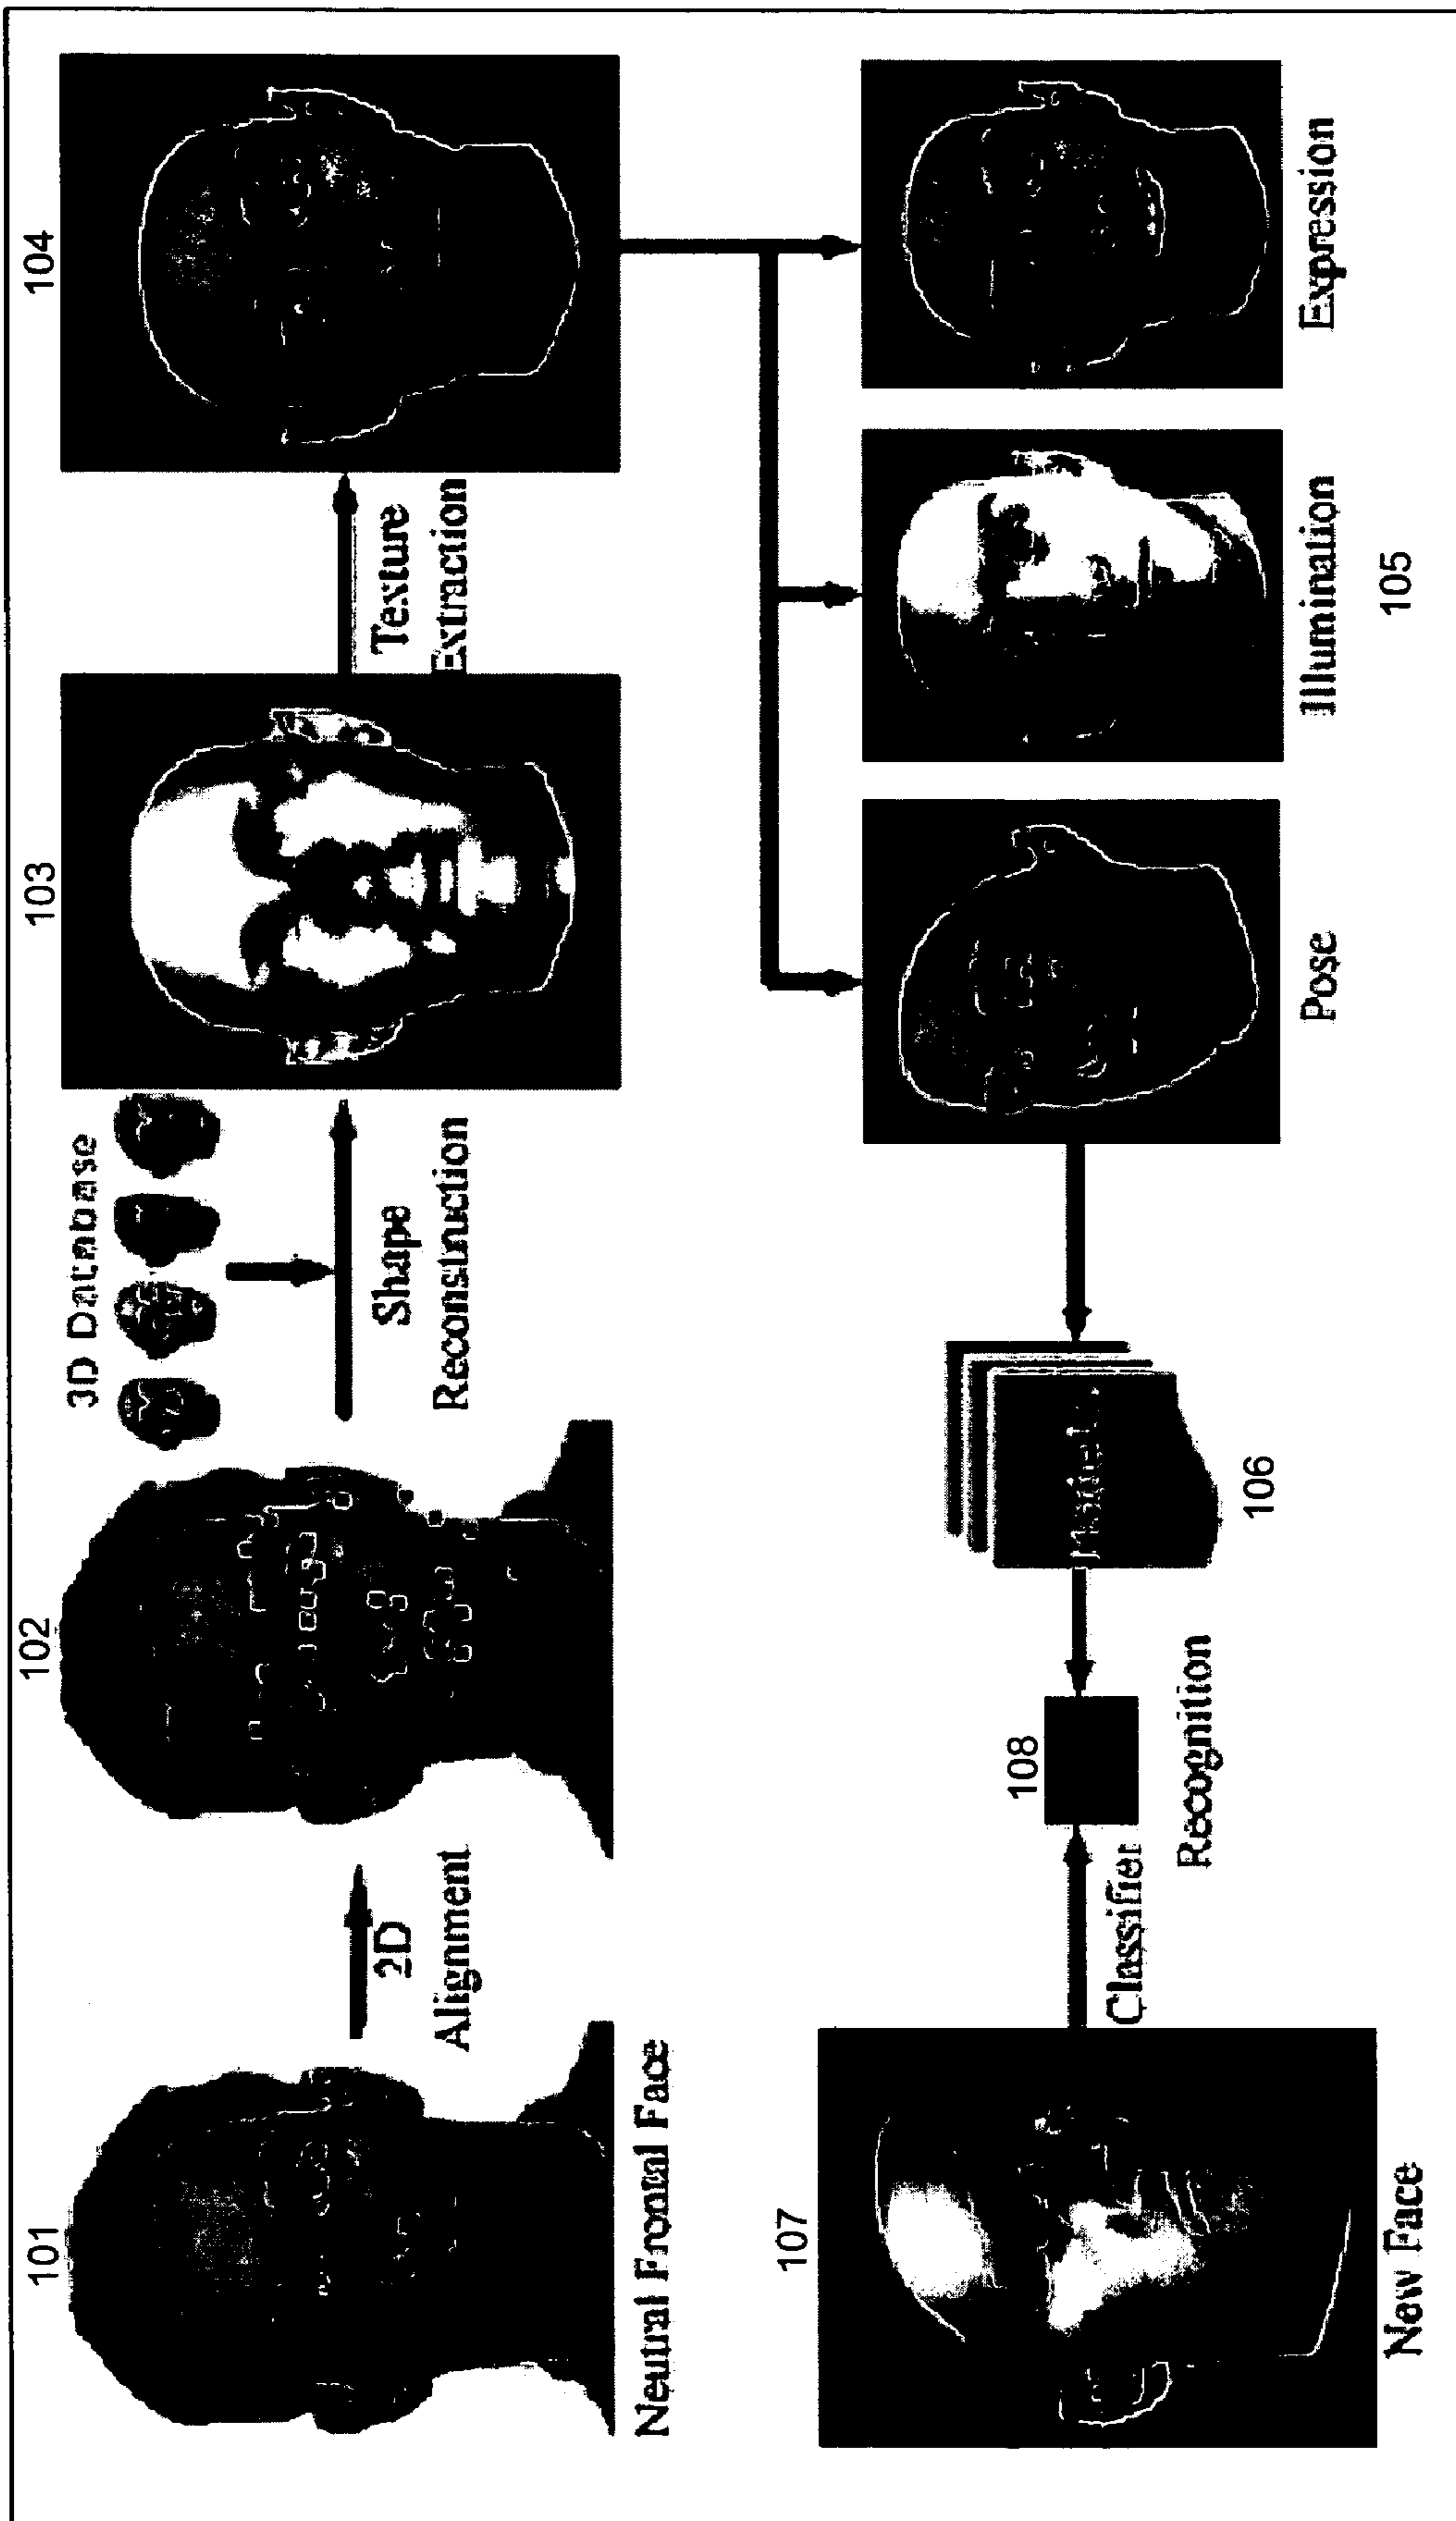 101
102
103
104
3D Database
2D
Alignment
Shape
Reconstruction
Texture
Extraction
Neutral Frontal Face
107
108
106
105
Classifier
Recognition
Pose
Illumination
Expression
New Face